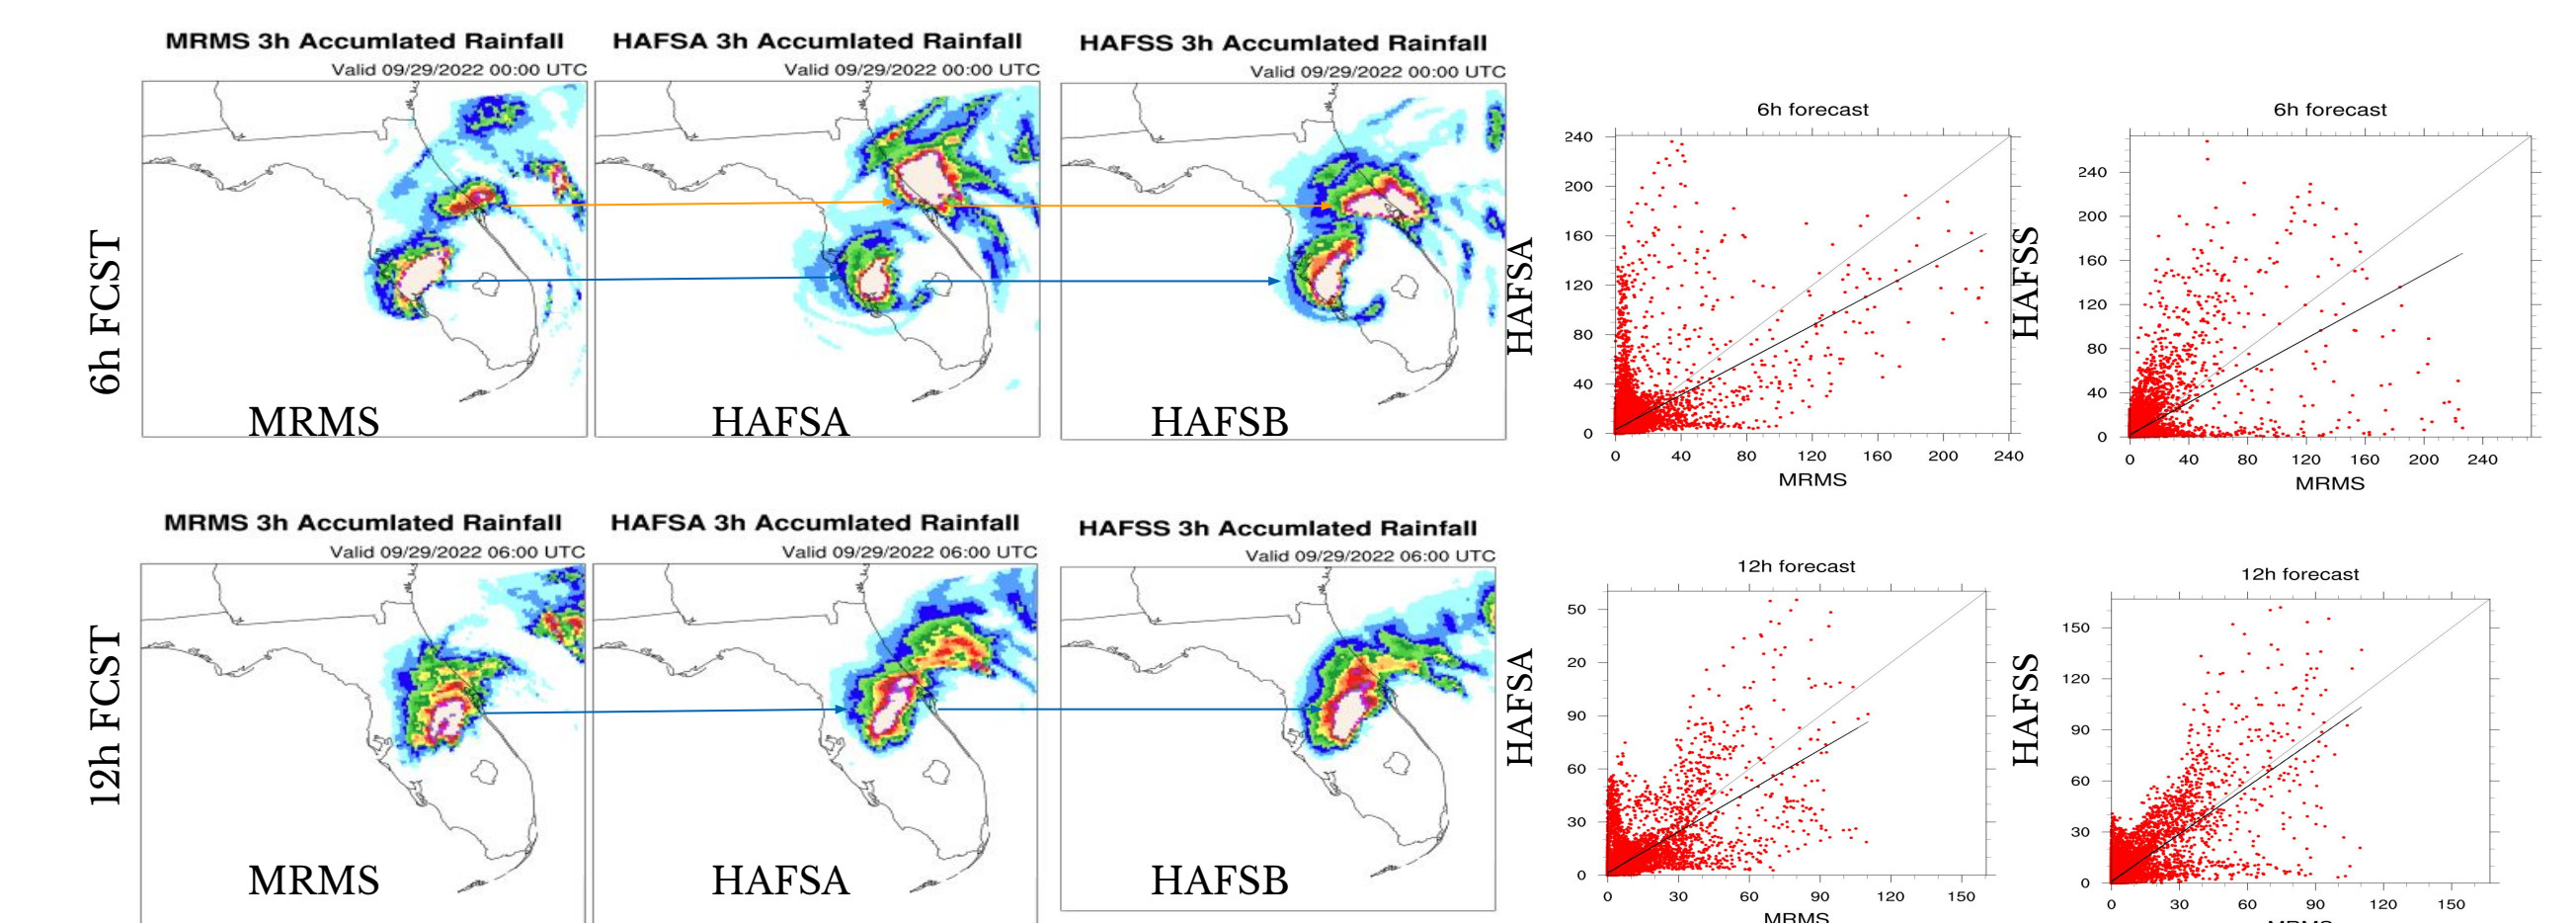 MRMS 3h Accumlated Rainfall
Valid 09/29/2022 00:00 UTC
MRMS
HAFSA 3h Accumlated Rainfall
Valid 09/29/2022 00:00 UTC
HAFSA
HAFSS 3h Accumlated Rainfall
Valid 09/29/2022 00:00 UTC
HAFSB
6h FCST
6h forecast
HAFSA
240
200
160
120
80
40
0
0 40 80 120 160 200 240
MRMS
6h forecast
HAFSS
240
200
160
120
80
40
0
0 40 80 120 160 200 240
MRMS
MRMS 3h Accumlated Rainfall
Valid 09/29/2022 06:00 UTC
MRMS
HAFSA 3h Accumlated Rainfall
Valid 09/29/2022 06:00 UTC
HAFSA
HAFSS 3h Accumlated Rainfall
Valid 09/29/2022 06:00 UTC
HAFSB
12h FCST
12h forecast
HAFSA
50
20
90
60
30
0
0 30 60 90 120 150
MRMS
12h forecast
HAFSS
150
120
90
60
30
0
0 30 60 90 120 150